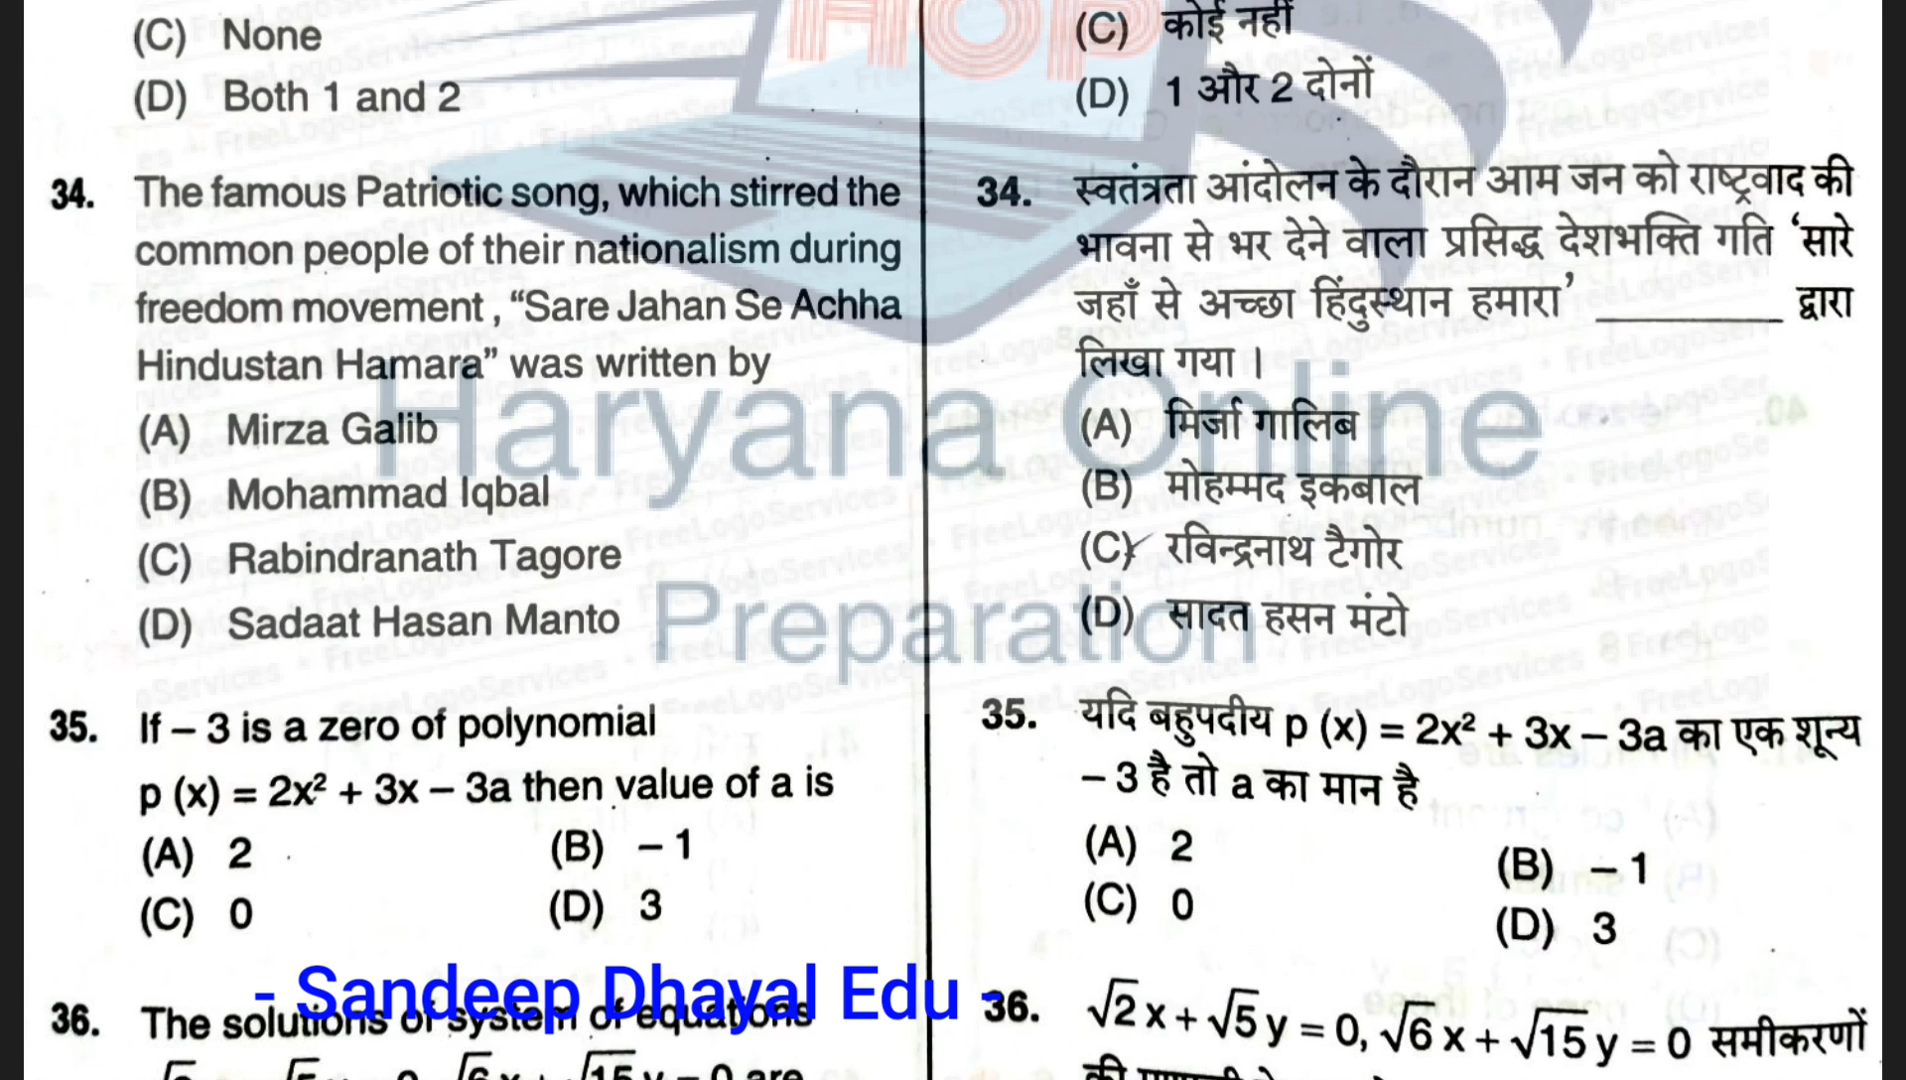 (C) None
(D) Both 1 and 2
34. The famous Patriotic song, which stirred the
common people of their nationalism during
freedom movement , “Sare Jahan Se Achha
Hindustan Hamara” was written by
(A) Mirza Galib
(B) Mohammad Iqbal
(C) Rabindranath Tagore
(D) Sadaat Hasan Manto
35. If – 3 is a zero of polynomial
p (x) = 2x² + 3x – 3a then value of a is
(A) 2 (B) – 1
(C) 0 (D) 3
36. The solutions of system of equations
are
(C) कोई नहीं
(D) 1 और 2 दोनों
34. स्वतंत्रता आंदोलन के दौरान आम जन को राष्ट्रवाद की
भावना से भर देने वाला प्रसिद्ध देशभक्ति गति ‘सारे
जहाँ से अच्छा हिंदुस्थान हमारा’ ________ द्वारा
लिखा गया ।
(A) मिर्जा गालिब
(B) मोहम्मद इकबाल
(C) रविन्द्रनाथ टैगोर
(D) सादत हसन मंटो
35. यदि बहुपदीय p (x) = 2x² + 3x – 3a का एक शून्य
– 3 है तो a का मान है
(A) 2 (B) – 1
(C) 0 (D) 3
36. √2 x + √5 y = 0, √6 x + √15 y = 0 समीकरणों
HOP
Haryana Online
Preparation
- Sandeep Dhayal Edu -